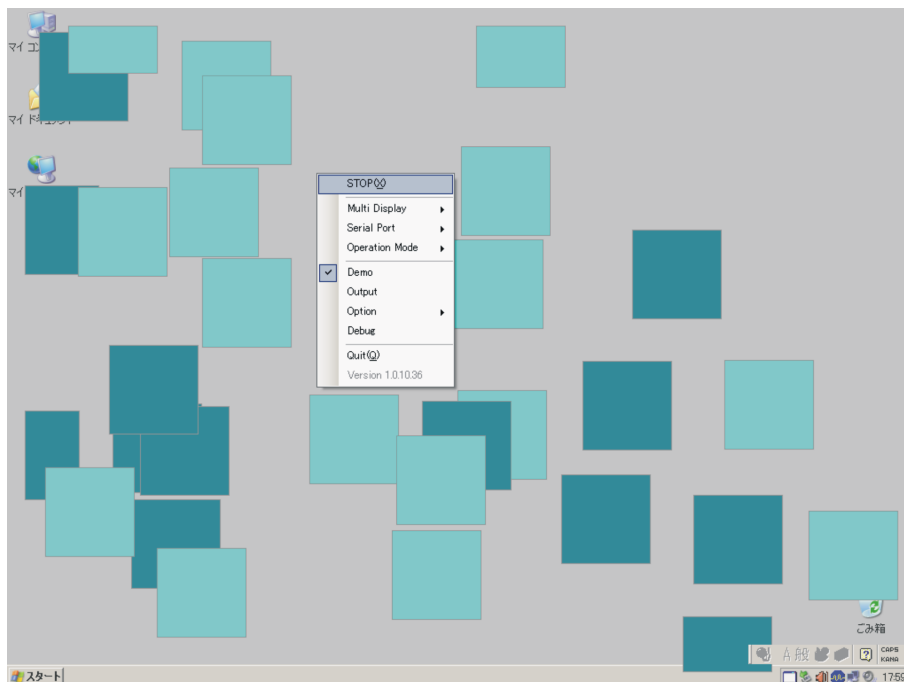 マイ コン
マイ ドキュメント
マイ
STOP(X)
Multi Display
Serial Port
Operation Mode
Demo
Output
Option
Debug
Quit(Q)
Version 1.0.10.36
ごみ箱
A 般
CAPS
KANA
スタート
17:59